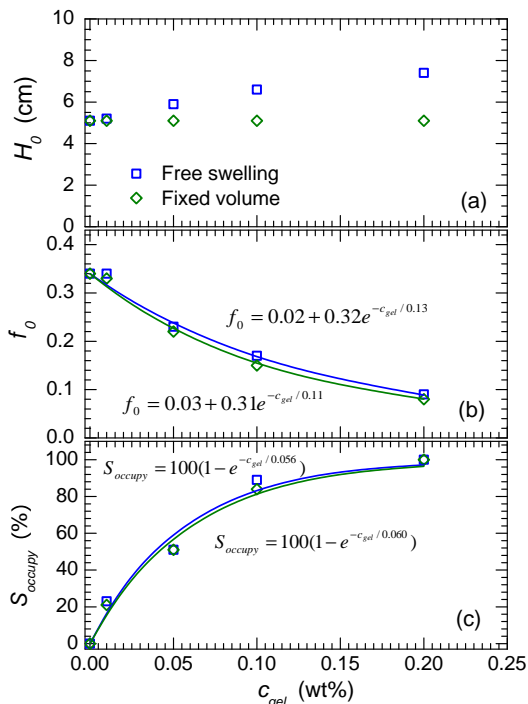 10
8
6
4
2
0
H0 (cm)
Free swelling
Fixed volume
(a)
0.4
0.3
0.2
0.1
0.0
f0
f0 = 0.02 + 0.32e^{−cgel / 0.13}
f0 = 0.03 + 0.31e^{−cgel / 0.11}
(b)
100
80
60
40
20
0
Soccupy (%)
Soccupy = 100(1− e^{−cgel / 0.056})
Soccupy = 100(1− e^{−cgel / 0.060})
(c)
0.00 0.05 0.10 0.15 0.20 0.25
cgel (wt%)